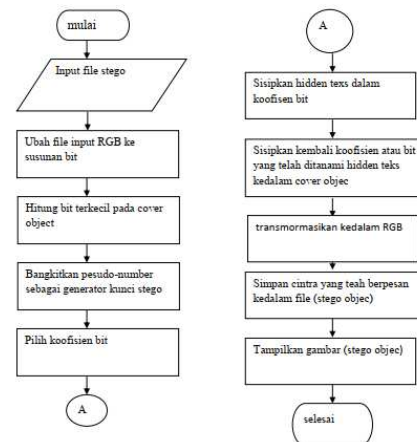 mulai
Input file stego
Ubah file input RGB ke
susunan bit
Hitung bit terkecil pada cover
object
Bangkitkan pesudo-number
sebagai generator kunci stego
Pilih koofisien bit
A
A
Sisipkan hidden texs dalam
koofisen bit
Sisipkan kembali koofisien atau bit
yang telah ditanami hidden teks
kedalam cover objec
transmormasikan kedalam RGB
Simpan cintra yang teah berpesan
kedalam file (stego objec)
Tampilkan gambar (stego objec)
selesai